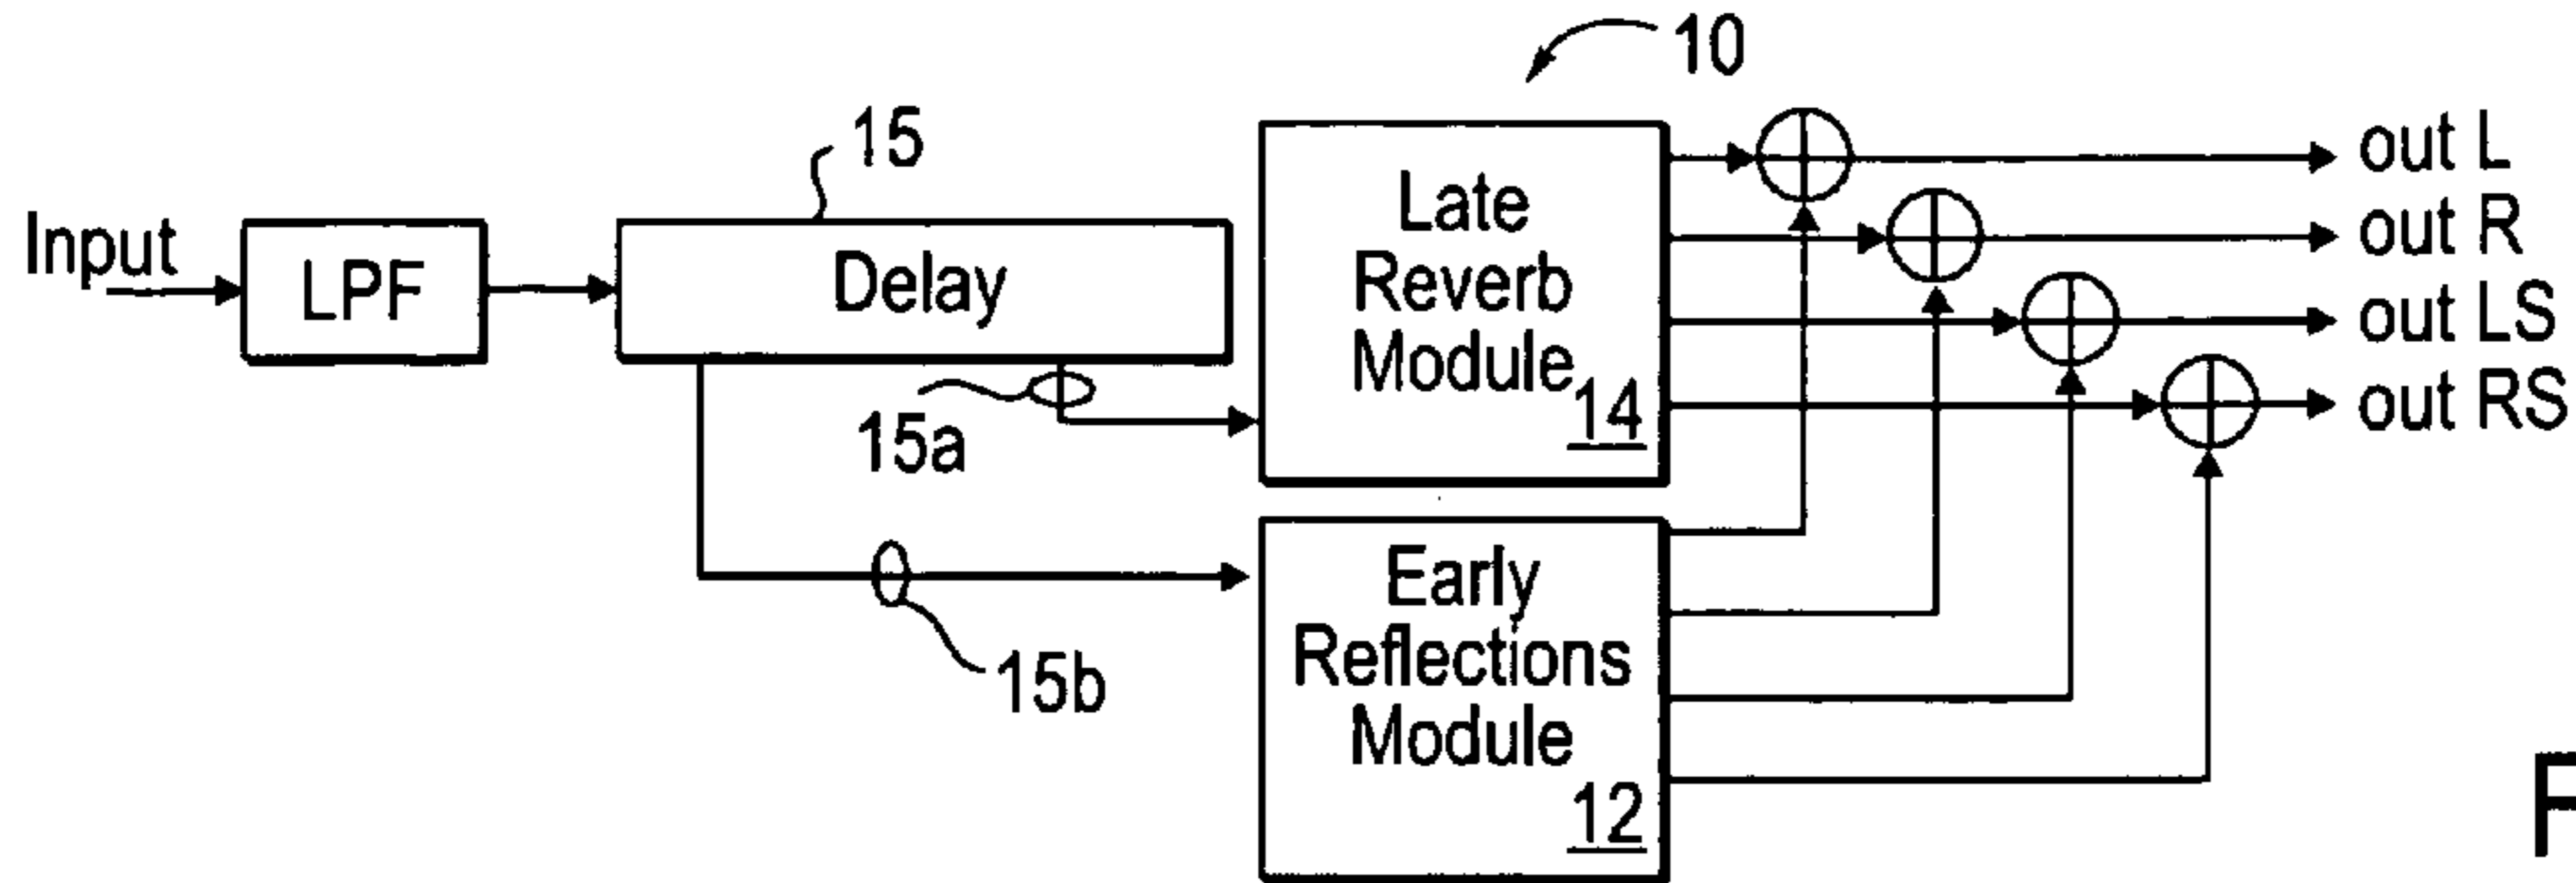 10
15
Input
LPF
Delay
15a
15b
Late
Reverb
Module
14
Early
Reflections
Module
12
out L
out R
out LS
out RS
F